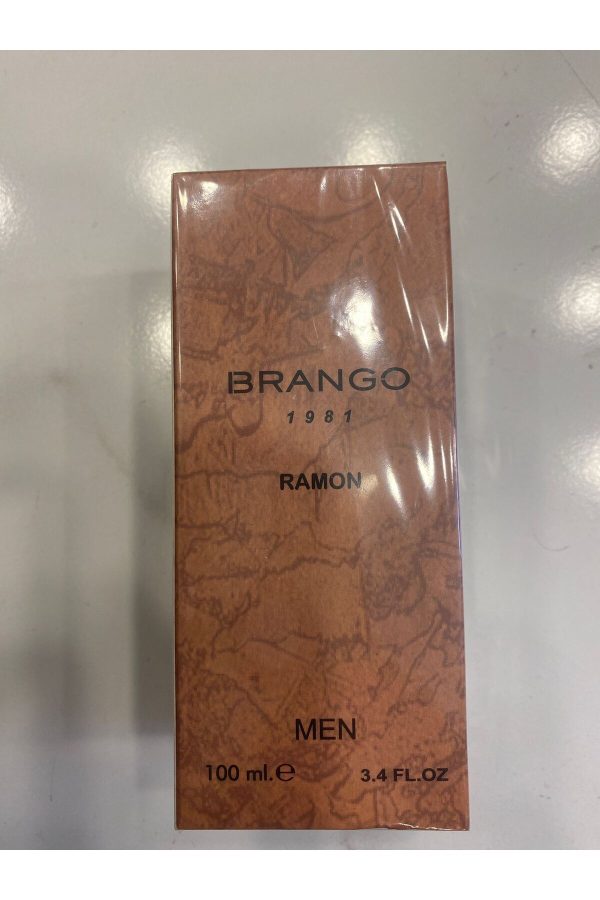 BRANGO
1981
RAMON
MEN
100 ml.℮ 3.4 FL.OZ